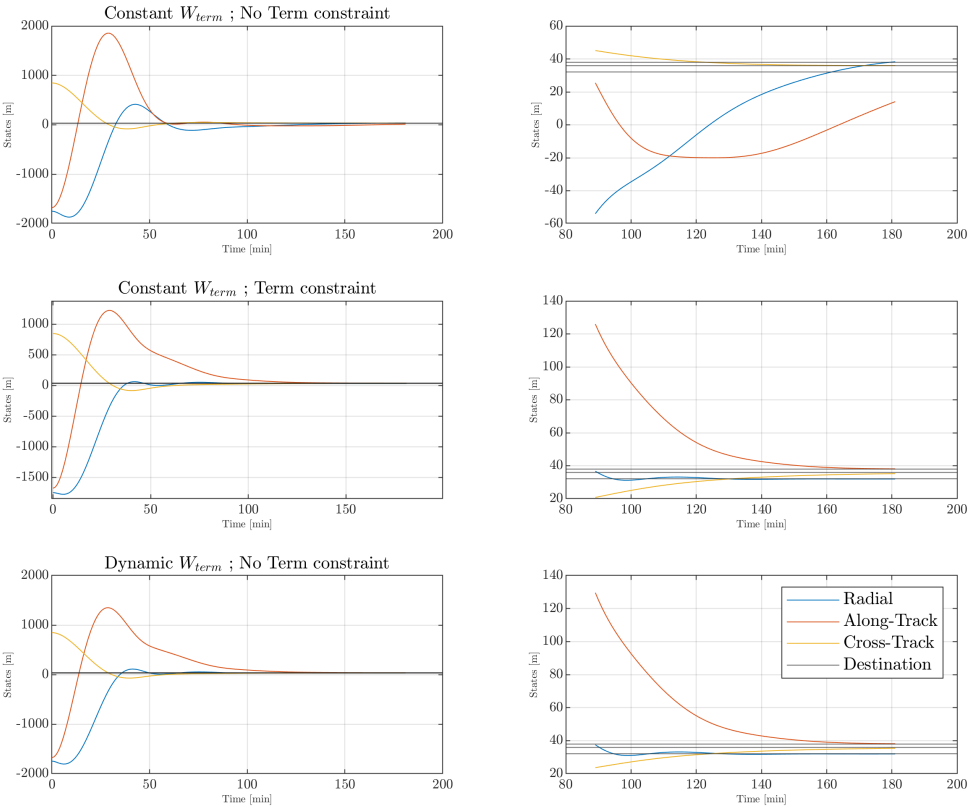 Constant W_term ; No Term constraint
2000
1000
0
-1000
-2000
States [m]
0 50 100 150 200
Time [min]
60
40
20
0
-20
-40
-60
States [m]
80 100 120 140 160 180 200
Time [min]
Constant W_term ; Term constraint
1000
500
0
-500
-1000
-1500
States [m]
0 50 100 150
Time [min]
140
120
100
80
60
40
20
States [m]
80 100 120 140 160 180 200
Time [min]
Dynamic W_term ; No Term constraint
2000
1000
0
-1000
-2000
States [m]
0 50 100 150 200
Time [min]
140
120
100
80
60
40
20
States [m]
80 100 120 140 160 180 200
Time [min]
Radial
Along-Track
Cross-Track
Destination